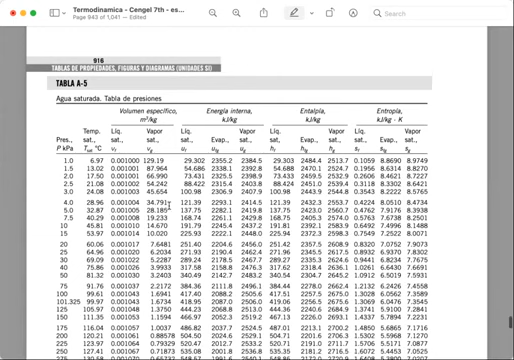 Termodinamica - Cengel 7th - es...
Page 943 of 1,041 — Edited
Search
916
TABLAS DE PROPIEDADES, FIGURAS Y DIAGRAMAS (UNIDADES SI)
TABLA A-5
Agua saturada. Tabla de presiones
Volumen específico, Energía interna, Entalpía, Entropía,
m³/kg kJ/kg kJ/kg kJ/kg · K
Temp. Líq. Vapor Líq. Vapor Líq. Vapor Líq. Vapor
Pres., sat., sat., sat., sat., Evap., sat., sat., Evap., sat., sat., Evap., sat.,
P kPa Tsat °C vf vg uf ufg ug hf hfg hg sf sfg sg
1.0 6.97 0.001000 129.19 29.302 2355.2 2384.5 29.303 2484.4 2513.7 0.1059 8.8690 8.9749
1.5 13.02 0.001001 87.964 54.686 2338.1 2392.8 54.688 2470.1 2524.7 0.1956 8.6314 8.8270
2.0 17.50 0.001001 66.990 73.431 2325.5 2398.9 73.433 2459.5 2532.9 0.2606 8.4621 8.7227
2.5 21.08 0.001002 54.242 88.422 2315.4 2403.8 88.424 2451.0 2539.4 0.3118 8.3302 8.6421
3.0 24.08 0.001003 45.654 100.98 2306.9 2407.9 100.98 2443.9 2544.8 0.3543 8.2222 8.5765
4.0 28.96 0.001004 34.791 121.39 2293.1 2414.5 121.39 2432.3 2553.7 0.4224 8.0510 8.4734
5.0 32.87 0.001005 28.185 137.75 2282.1 2419.8 137.75 2423.0 2560.7 0.4762 7.9176 8.3938
7.5 40.29 0.001008 19.233 168.74 2261.1 2429.8 168.75 2405.3 2574.0 0.5763 7.6738 8.2501
10 45.81 0.001010 14.670 191.79 2245.4 2437.2 191.81 2392.1 2583.9 0.6492 7.4996 8.1488
15 53.97 0.001014 10.020 225.93 2222.1 2448.0 225.94 2372.3 2598.3 0.7549 7.2522 8.0071
20 60.06 0.001017 7.6481 251.40 2204.6 2456.0 251.42 2357.5 2608.9 0.8320 7.0752 7.9073
25 64.96 0.001020 6.2034 271.93 2190.4 2462.4 271.96 2345.5 2617.5 0.8932 6.9370 7.8302
30 69.09 0.001022 5.2287 289.24 2178.5 2467.7 289.27 2335.3 2624.6 0.9441 6.8234 7.7675
40 75.86 0.001026 3.9933 317.58 2158.8 2476.3 317.62 2318.4 2636.1 1.0261 6.6430 7.6691
50 81.32 0.001030 3.2403 340.49 2142.7 2483.2 340.54 2304.7 2645.2 1.0912 6.5019 7.5931
75 91.76 0.001037 2.2172 384.36 2111.8 2496.1 384.44 2278.0 2662.4 1.2132 6.2426 7.4558
100 99.61 0.001043 1.6941 417.40 2088.2 2505.6 417.51 2257.5 2675.0 1.3028 6.0562 7.3589
101.325 99.97 0.001043 1.6734 418.95 2087.0 2506.0 419.06 2256.5 2675.6 1.3069 6.0476 7.3545
125 105.97 0.001048 1.3750 444.23 2068.8 2513.0 444.36 2240.6 2684.9 1.3741 5.9100 7.2841
150 111.35 0.001053 1.1594 466.97 2052.3 2519.2 467.13 2226.0 2693.1 1.4337 5.7894 7.2231
175 116.04 0.001057 1.0037 486.82 2037.7 2524.5 487.01 2213.1 2700.2 1.4850 5.6865 7.1716
200 120.21 0.001061 0.88578 504.50 2024.6 2529.1 504.71 2201.6 2706.3 1.5302 5.5968 7.1270
225 123.97 0.001064 0.79329 520.47 2012.7 2533.2 520.71 2191.0 2711.7 1.5706 5.5171 7.0877
250 127.41 0.001067 0.71873 535.08 2001.8 2536.8 535.35 2181.2 2716.5 1.6072 5.4453 7.0525